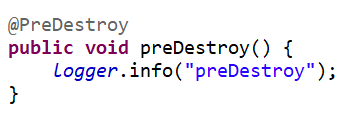 @PreDestroy
public void preDestroy() {
    logger.info("preDestroy");
}